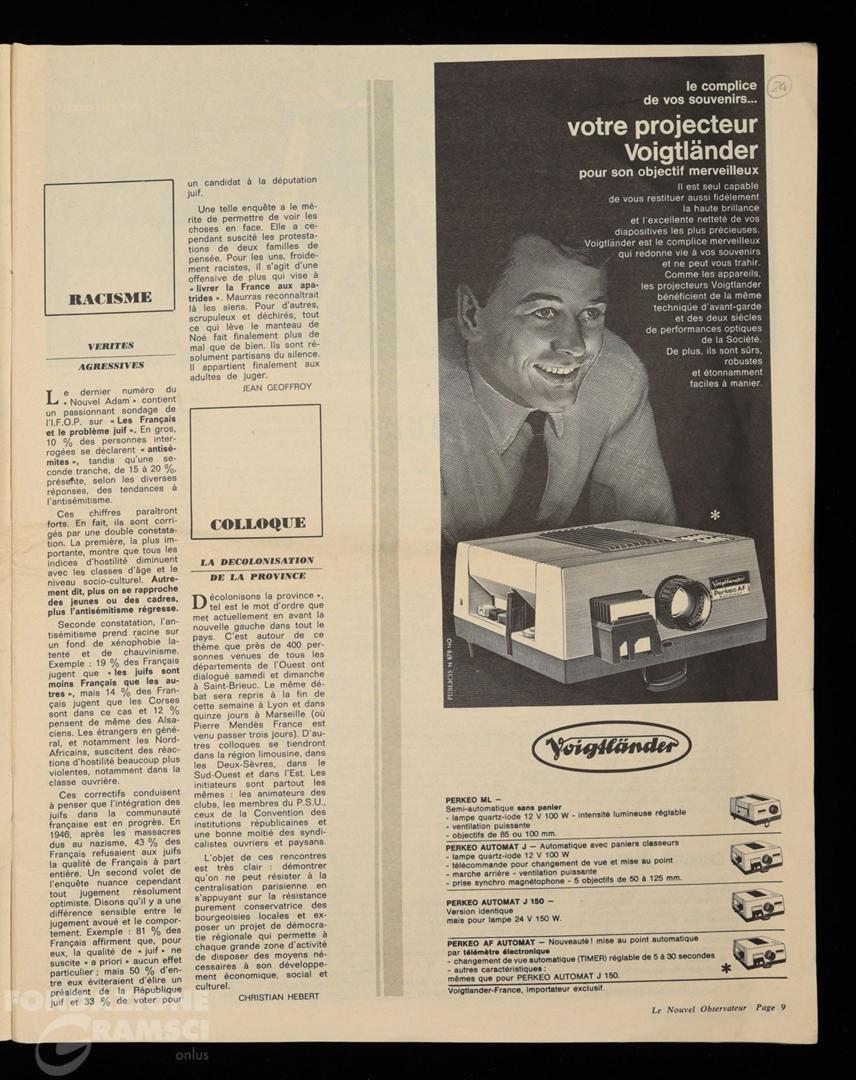 RACISME
VERITES
AGRESSIVES
Le dernier numéro du
« Nouvel Adam » contient
un passionnant sondage de
l'I.F.O.P. sur « Les Français
et le problème juif ». En gros,
10 % des personnes inter-
rogées se déclarent « antisé-
mites », tandis qu'une se-
conde tranche, de 15 à 20 %,
présente, selon les diverses
réponses, des tendances à
l'antisémitisme.
Ces chiffres paraîtront
forts. En fait, ils sont corri-
gés par une double constata-
tion. La première, la plus im-
portante, montre que tous les
indices d'hostilité diminuent
avec les classes d'âge et le
niveau socio-culturel. Autre-
ment dit, plus on se rapproche
des jeunes ou des cadres,
plus l'antisémitisme régresse.
Seconde constatation, l'an-
tisémitisme prend racine sur
un fond de xénophobie la-
tente et de chauvinisme.
Exemple : 19 % des Français
jugent que « les juifs sont
moins Français que les au-
tres », mais 14 % des Fran-
çais jugent que les Corses
sont dans ce cas et 12 %
pensent de même des Alsa-
ciens. Les étrangers en géné-
ral, et notamment les Nord-
Africains, suscitent des réac-
tions d'hostilité beaucoup plus
violentes, notamment dans la
classe ouvrière.
Ces correctifs conduisent
à penser que l'intégration des
juifs dans la communauté
française est en progrès. En
1946, après les massacres
dus au nazisme, 43 % des
Français refusaient aux juifs
la qualité de Français à part
entière. Un second volet de
l'enquête nuance cependant
tout jugement résolument
optimiste. Disons qu'il y a une
différence sensible entre le
jugement avoué et le compor-
tement. Exemple : 81 % des
Français affirment que, pour
eux, la qualité de « juif » ne
suscite « a priori » aucun effet
particulier ; mais 50 % d'en-
tre eux éviteraient d'élire un
président de la République
juif et 33 % de voter pour
un candidat à la députation
juif.
Une telle enquête a le mé-
rite de permettre de voir les
choses en face. Elle a ce-
pendant suscité les protesta-
tions de deux familles de
pensée. Pour les uns, froide-
ment racistes, il s'agit d'une
offensive de plus qui vise à
« livrer la France aux apa-
trides ». Maurras reconnaîtrait
là les siens. Pour d'autres,
scrupuleux et déchirés, tout
ce qui lève le manteau de
Noé fait finalement plus de
mal que de bien. Ils sont ré-
solument partisans du silence.
Il appartient finalement aux
adultes de juger.
JEAN GEOFFROY
COLLOQUE
LA DECOLONISATION
DE LA PROVINCE
Décolonisons la province »,
tel est le mot d'ordre que
met actuellement en avant la
nouvelle gauche dans tout le
pays. C'est autour de ce
thème que près de 400 per-
sonnes venues de tous les
départements de l'Ouest ont
dialogué samedi et dimanche
à Saint-Brieuc. Le même dé-
bat sera repris à la fin de
cette semaine à Lyon et dans
quinze jours à Marseille (où
Pierre Mendès France est
venu passer trois jours). D'au-
tres colloques se tiendront
dans la région limousine, dans
les Deux-Sèvres, dans le
Sud-Ouest et dans l'Est. Les
initiateurs sont partout les
mêmes : les animateurs des
clubs, les membres du P.S.U.,
ceux de la Convention des
institutions républicaines et
une bonne moitié des syndi-
calistes ouvriers et paysans.
L'objet de ces rencontres
est très clair : démontrer
qu'on ne peut résister à la
centralisation parisienne en
s'appuyant sur la résistance
purement conservatrice des
bourgeoisies locales et ex-
poser un projet de démocra-
tie régionale qui permette à
chaque grande zone d'activité
de disposer des moyens né-
cessaires à son développe-
ment économique, social et
culturel.
CHRISTIAN HEBERT
24
le complice
de vos souvenirs...
votre projecteur
Voigtländer
pour son objectif merveilleux
Il est seul capable
de vous restituer aussi fidèlement
la haute brillance
et l'excellente netteté de vos
diapositives les plus précieuses.
Voigtländer est le complice merveilleux
qui redonne vie à vos souvenirs
et ne peut vous trahir.
Comme les appareils,
les projecteurs Voigtlander
bénéficient de la même
technique d'avant-garde
et des deux siècles
de performances optiques
de la Société.
De plus, ils sont sûrs,
robustes
et étonnamment
faciles à manier.
*
Voigtländer
Perkeo AF
PUBLICIS N 878 NO
Voigtländer
PERKEO ML –
Semi-automatique sans panier
- lampe quartz-iode 12 V 100 W - intensité lumineuse réglable
- ventilation puissante
- objectifs de 85 ou 100 mm.
PERKEO AUTOMAT J – Automatique avec paniers classeurs
- lampe quartz-iode 12 V 100 W
- télécommande pour changement de vue et mise au point
- marche arrière - ventilation puissante
- prise synchro magnétophone - 5 objectifs de 50 à 125 mm.
PERKEO AUTOMAT J 150 –
Version identique
mais pour lampe 24 V 150 W.
PERKEO AF AUTOMAT – Nouveauté ! mise au point automatique
par télémètre électronique
- changement de vue automatique (TIMER) réglable de 5 à 30 secondes
- autres caractéristiques :
mêmes que pour PERKEO AUTOMAT J 150.
*
Voigtlander-France, importateur exclusif.
Le Nouvel Observateur Page 9
FONDAZIONE
GRAMSCI
onlus